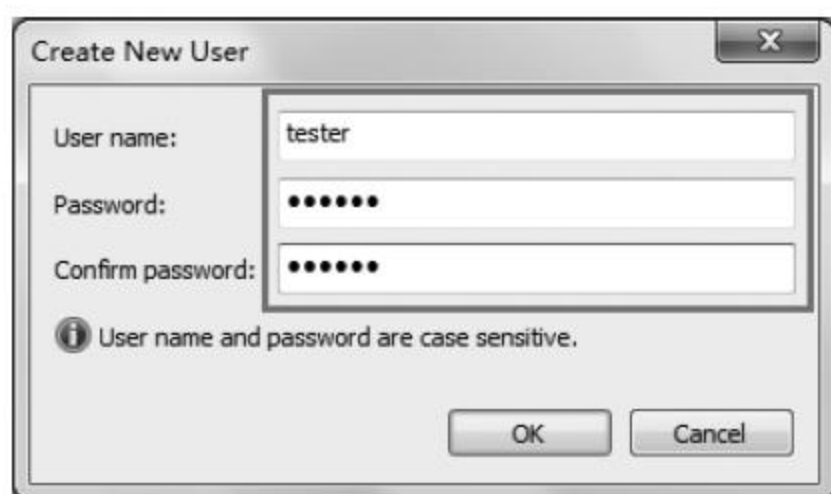 Create New User
User name: tester
Password: ••••••
Confirm password: ••••••
User name and password are case sensitive.
OK Cancel